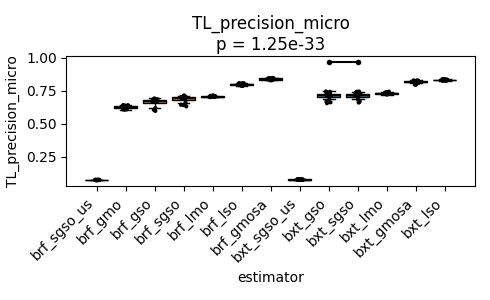 TL_precision_micro
p = 1.25e-33
TL_precision_micro
1.00
0.75
0.50
0.25
brf_sgso_us
brf_gmo
brf_gso
brf_sgso
brf_lmo
brf_lso
brf_gmosa
bxt_sgso_us
bxt_gso
bxt_sgso
bxt_lmo
bxt_gmosa
bxt_lso
estimator